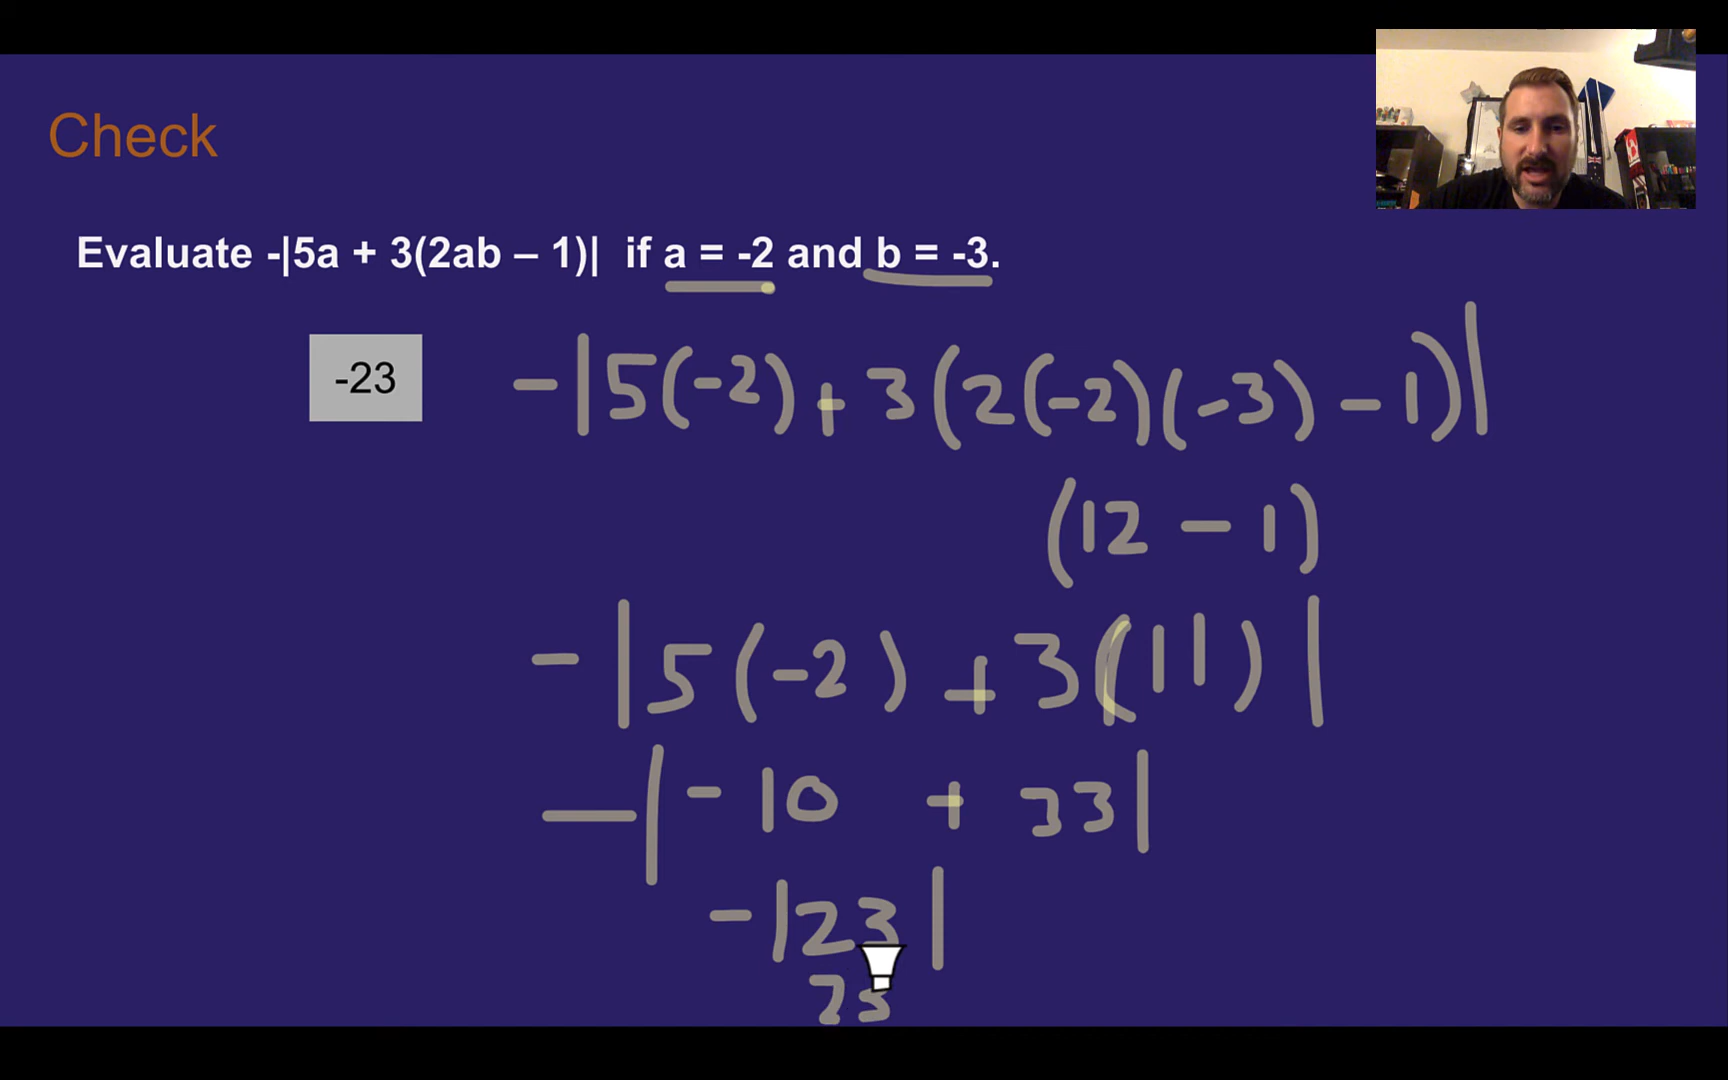 Check
Evaluate -|5a + 3(2ab – 1)| if a = -2 and b = -3.
-23
-|5(-2) + 3(2(-2)(-3) - 1)|
(12 - 1)
-|5(-2) + 3(11)|
-|-10 + 33|
-|23|
23